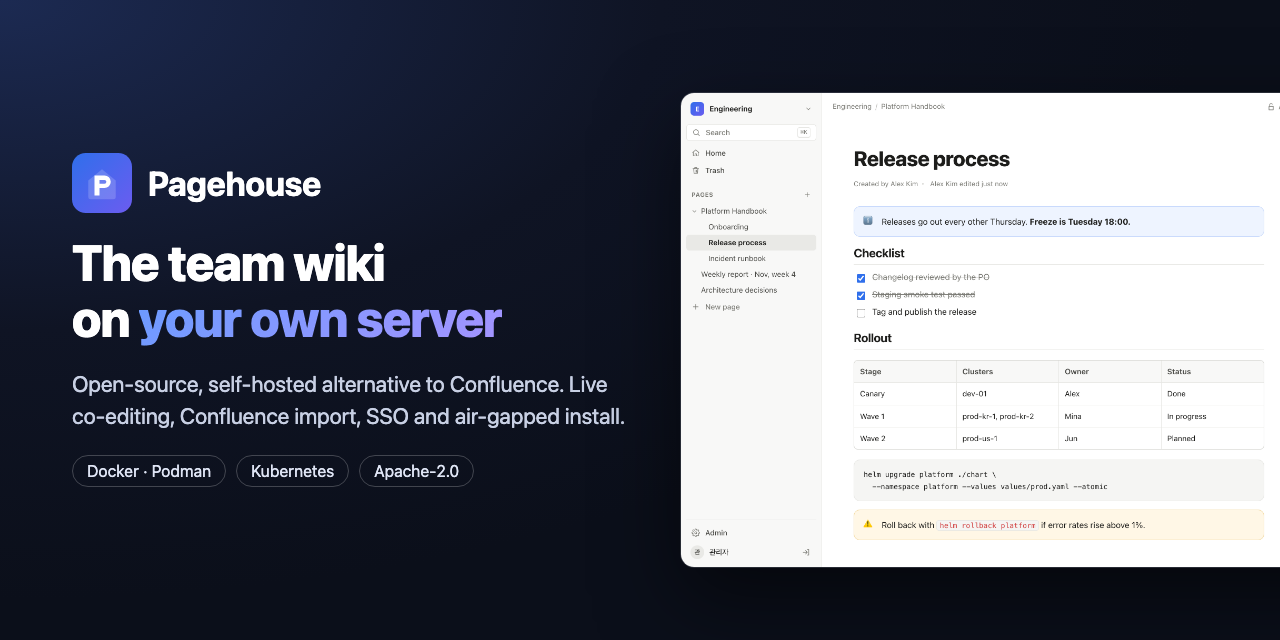 P
Pagehouse
The team wiki
on your own server
Open-source, self-hosted alternative to Confluence. Live
co-editing, Confluence import, SSO and air-gapped install.
Docker · Podman
Kubernetes
Apache-2.0
E Engineering
Search ⌘K
Home
Trash
PAGES +
Platform Handbook
Onboarding
Release process
Incident runbook
Weekly report · Nov, week 4
Architecture decisions
+ New page
Admin
관 관리자
Engineering / Platform Handbook
Release process
Created by Alex Kim · Alex Kim edited just now
Releases go out every other Thursday. Freeze is Tuesday 18:00.
Checklist
Changelog reviewed by the PO
Staging smoke test passed
Tag and publish the release
Rollout
Stage Clusters Owner Status
Canary dev-01 Alex Done
Wave 1 prod-kr-1, prod-kr-2 Mina In progress
Wave 2 prod-us-1 Jun Planned
helm upgrade platform ./chart \
--namespace platform --values values/prod.yaml --atomic
Roll back with helm rollback platform if error rates rise above 1%.